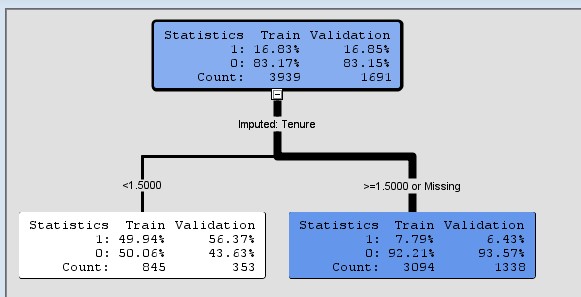 Statistics Train Validation
1: 16.83% 16.85%
0: 83.17% 83.15%
Count: 3939 1691
Imputed: Tenure
<1.5000
>=1.5000 or Missing
Statistics Train Validation
1: 49.94% 56.37%
0: 50.06% 43.63%
Count: 845 353
Statistics Train Validation
1: 7.79% 6.43%
0: 92.21% 93.57%
Count: 3094 1338